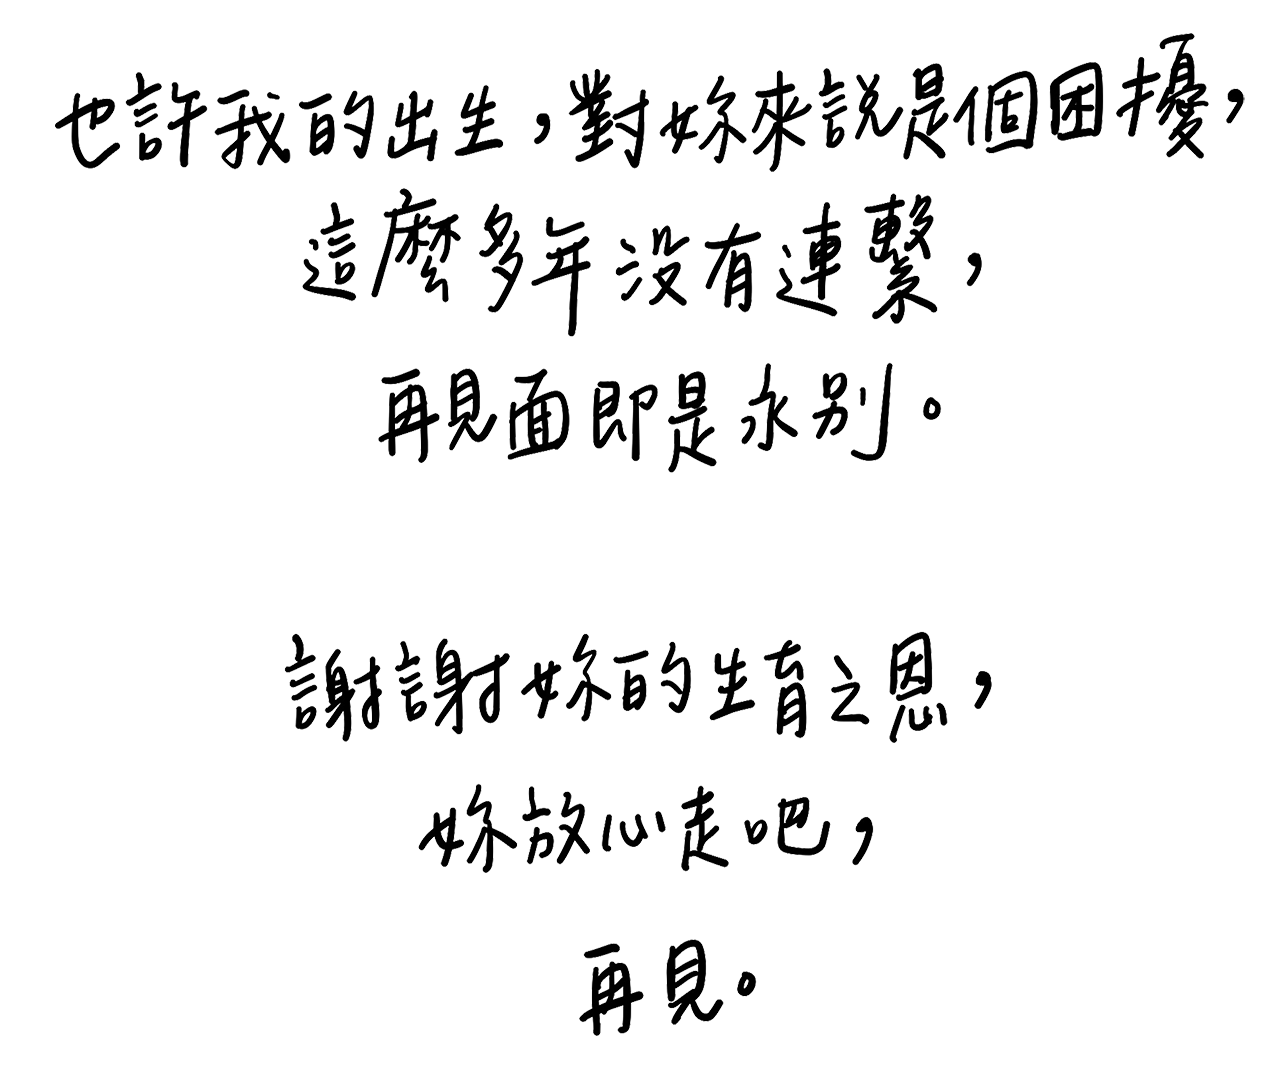 也許我的出生，對妳來說是個困擾，
這麼多年沒有連繫，
再見面即是永別。
謝謝妳的生育之恩，
妳放心走吧，
再見。